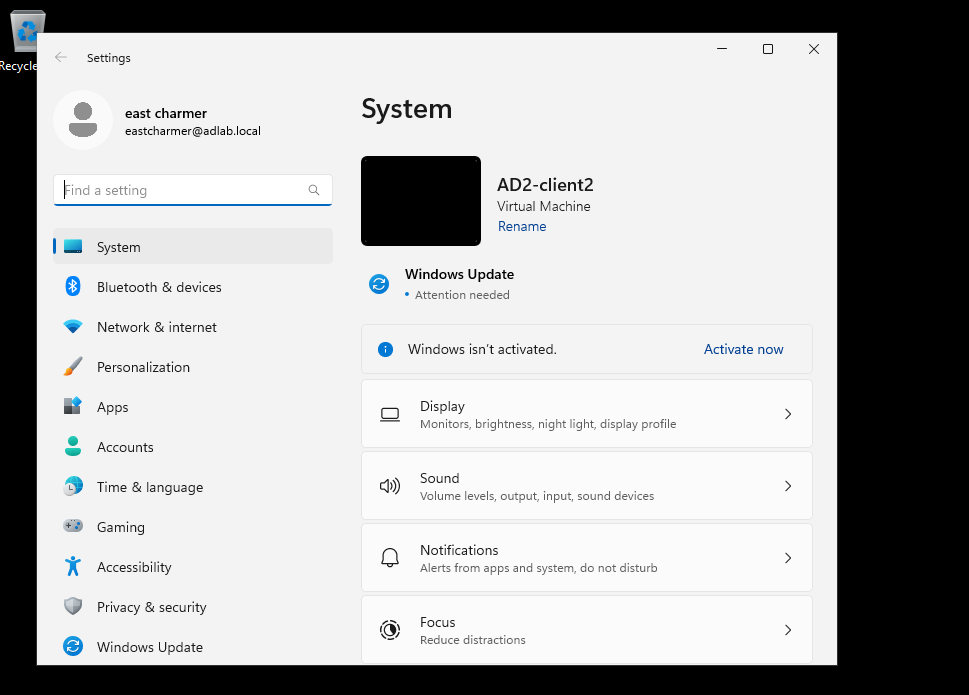 Recycle
Settings
east charmer
eastcharmer@adlab.local
Find a setting
System
Bluetooth & devices
Network & internet
Personalization
Apps
Accounts
Time & language
Gaming
Accessibility
Privacy & security
Windows Update
System
AD2-client2
Virtual Machine
Rename
Windows Update
Attention needed
Windows isn't activated.
Activate now
Display
Monitors, brightness, night light, display profile
Sound
Volume levels, output, input, sound devices
Notifications
Alerts from apps and system, do not disturb
Focus
Reduce distractions